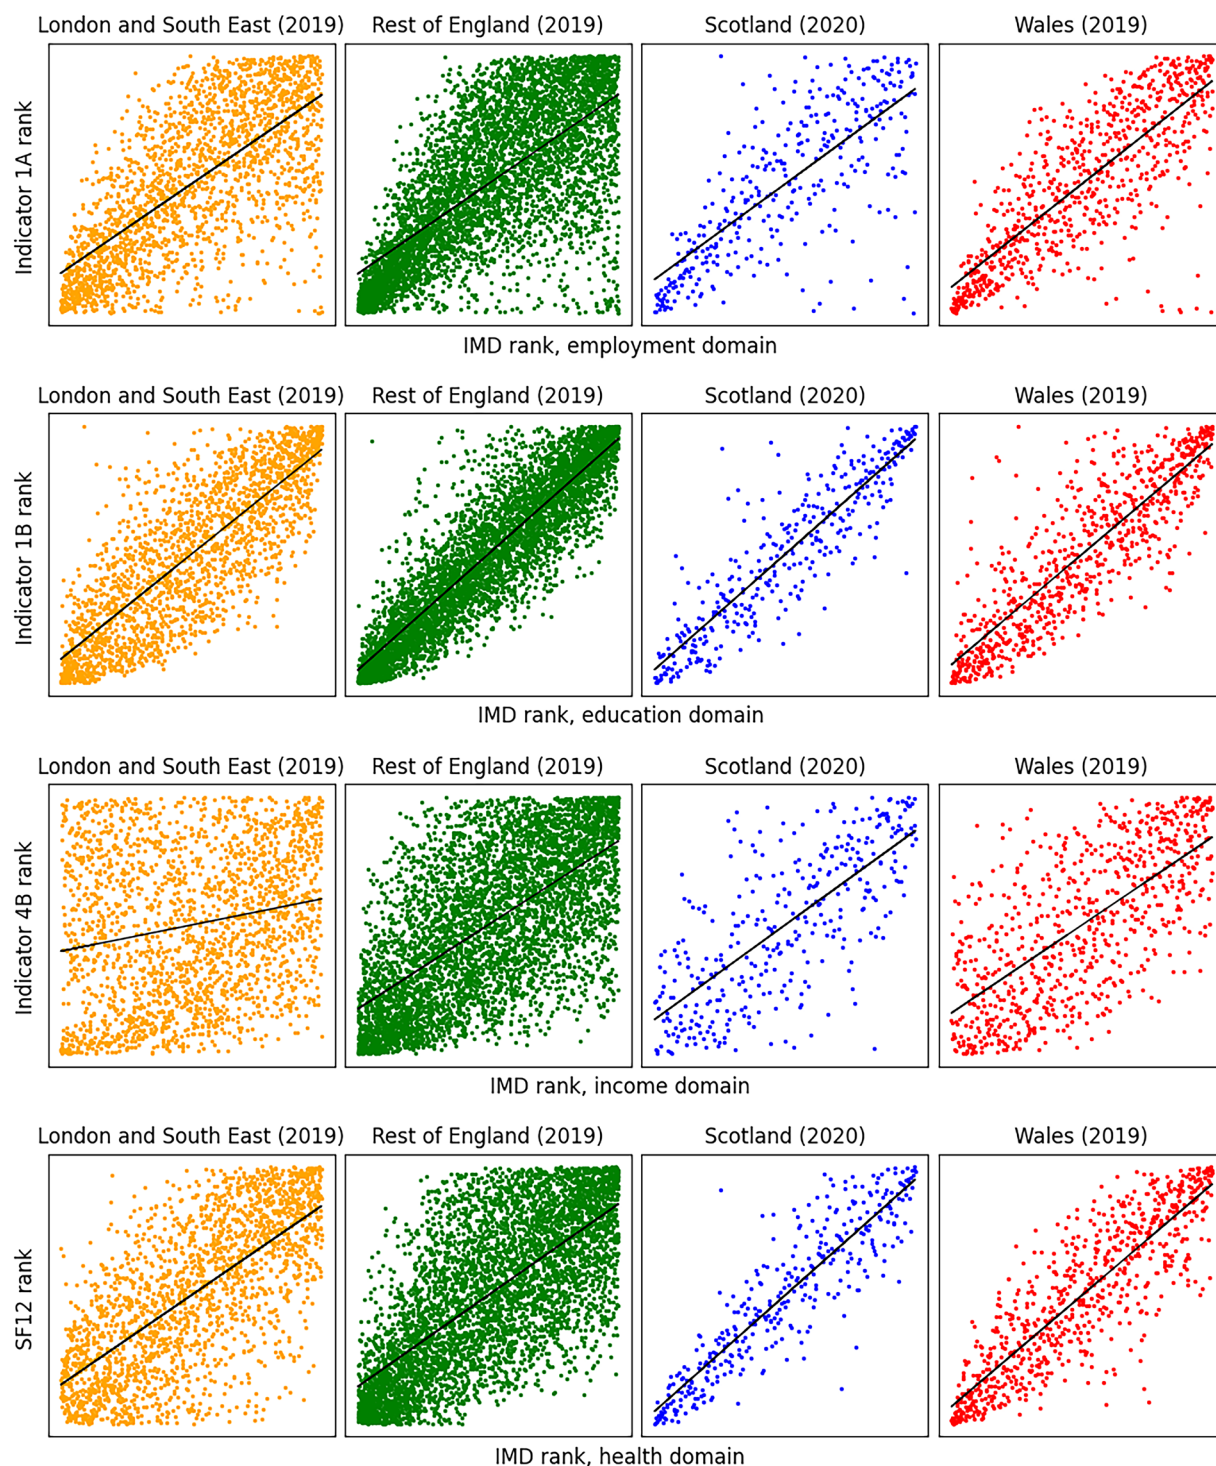 London and South East (2019) Rest of England (2019) Scotland (2020) Wales (2019)
Indicator 1A rank
IMD rank, employment domain
London and South East (2019) Rest of England (2019) Scotland (2020) Wales (2019)
Indicator 1B rank
IMD rank, education domain
London and South East (2019) Rest of England (2019) Scotland (2020) Wales (2019)
Indicator 4B rank
IMD rank, income domain
London and South East (2019) Rest of England (2019) Scotland (2020) Wales (2019)
SF12 rank
IMD rank, health domain